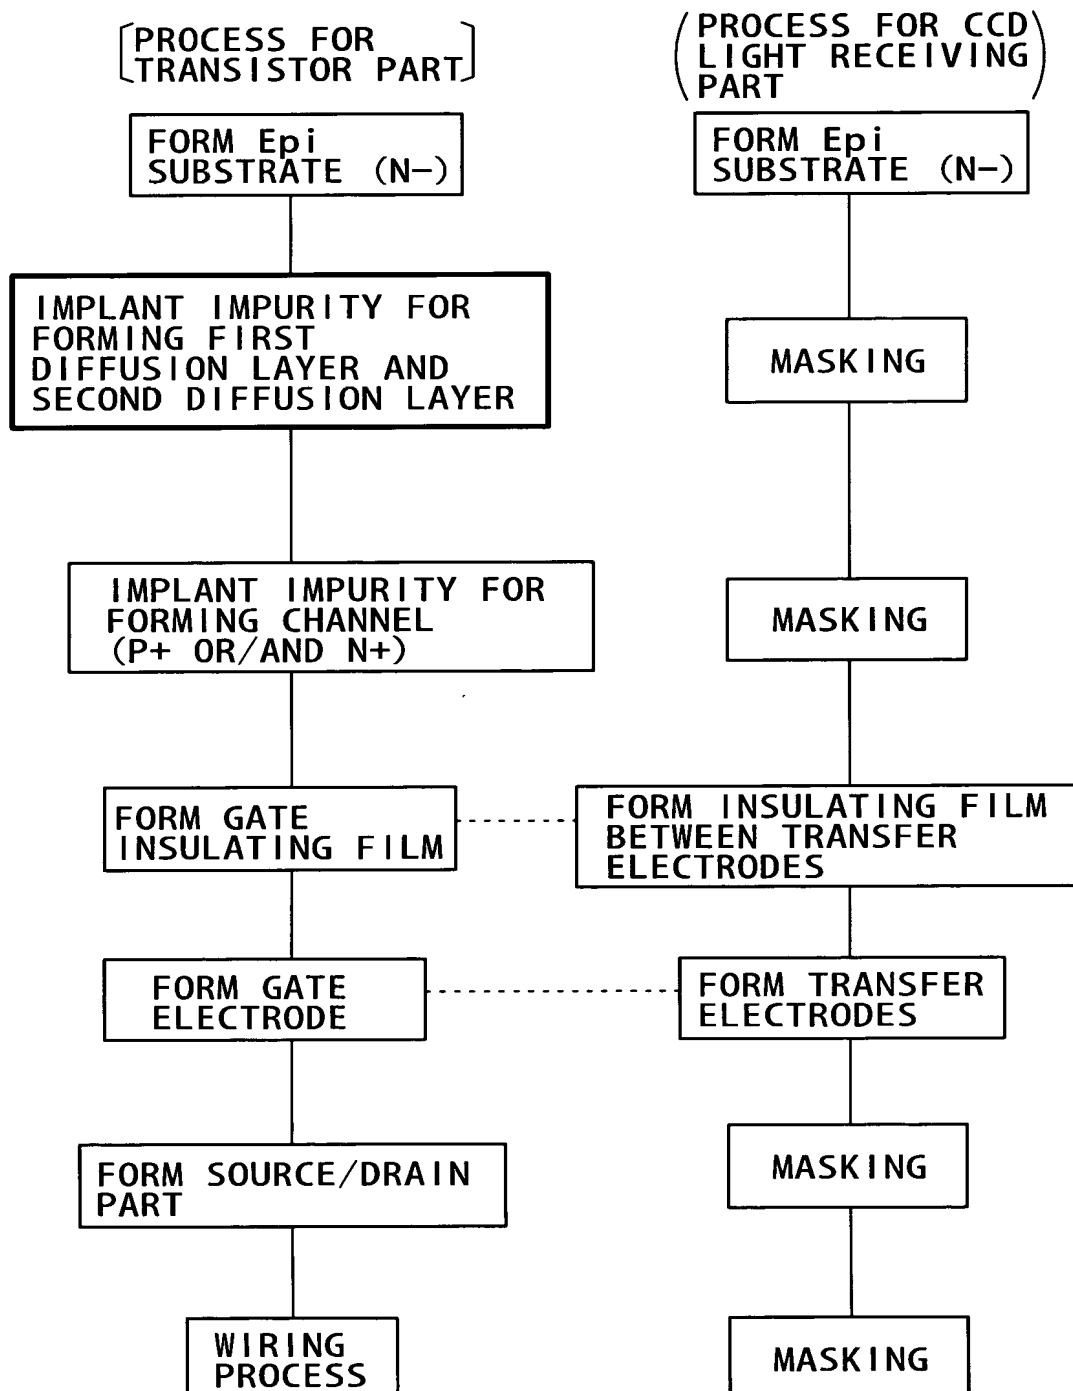 PROCESS FOR
TRANSISTOR PART
PROCESS FOR CCD
LIGHT RECEIVING
PART
FORM Epi
SUBSTRATE (N−)
FORM Epi
SUBSTRATE (N−)
IMPLANT IMPURITY FOR
FORMING FIRST
DIFFUSION LAYER AND
SECOND DIFFUSION LAYER
MASKING
IMPLANT IMPURITY FOR
FORMING CHANNEL
(P+ OR/AND N+)
MASKING
FORM GATE
INSULATING FILM
FORM INSULATING FILM
BETWEEN TRANSFER
ELECTRODES
FORM GATE
ELECTRODE
FORM TRANSFER
ELECTRODES
FORM SOURCE/DRAIN
PART
MASKING
WIRING
PROCESS
MASKING